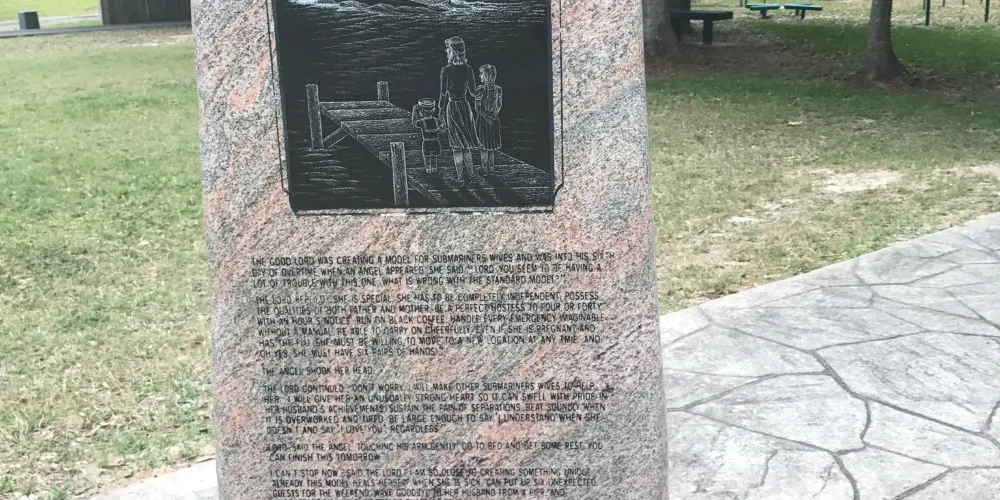 THE GOOD LORD WAS CREATING A MODEL FOR SUBMARINERS WIVES AND WAS INTO HIS SIXTH
DAY OF OVERTIME WHEN AN ANGEL APPEARED. SHE SAID "LORD YOU SEEM TO BE HAVING A
LOT OF TROUBLE WITH THIS ONE. WHAT IS WRONG WITH THE STANDARD MODEL?"
THE LORD REPLIED "SHE IS SPECIAL. SHE HAS TO BE COMPLETELY INDEPENDENT, POSSESS
THE QUALITIES OF BOTH FATHER AND MOTHER, BE A PERFECT HOSTESS TO FOUR OR FORTY
WITH AN HOUR'S NOTICE, RUN ON BLACK COFFEE, HANDLE EVERY EMERGENCY IMAGINABLE
WITHOUT A MANUAL, BE ABLE TO CARRY ON CHEERFULLY, EVEN IF SHE IS PREGNANT AND
HAS THE FLU. SHE MUST BE WILLING TO MOVE TO A NEW LOCATION AT ANY TIME. AND
OH YES, SHE MUST HAVE SIX PAIRS OF HANDS."
THE ANGEL SHOOK HER HEAD
THE LORD CONTINUED "DON'T WORRY, I WILL MAKE OTHER SUBMARINERS WIVES TO HELP
HER. I WILL GIVE HER AN UNUSUALLY STRONG HEART SO IT CAN SWELL WITH PRIDE IN
HER HUSBAND'S ACHIEVEMENTS, SUSTAIN THE PAIN OF SEPARATIONS, BEAT SOUNDLY WHEN
IT IS OVERWORKED AND TIRED, BE LARGE ENOUGH TO SAY, I UNDERSTAND WHEN SHE
DOESN'T AND SAY "I LOVE YOU", REGARDLESS."
"LORD" SAID THE ANGEL, TOUCHING HIS ARM GENTLY, "GO TO BED AND GET SOME REST. YOU
CAN FINISH THIS TOMORROW."
"I CAN'T STOP NOW" SAID THE LORD. "I AM SO CLOSE TO CREATING SOMETHING UNIQUE
ALREADY THIS MODEL HEALS HERSELF WHEN SHE IS SICK, CAN PUT UP SIX UNEXPECTED
GUESTS FOR THE WEEKEND, WAVE GOODBYE TO HER HUSBAND FROM A PIER, AND